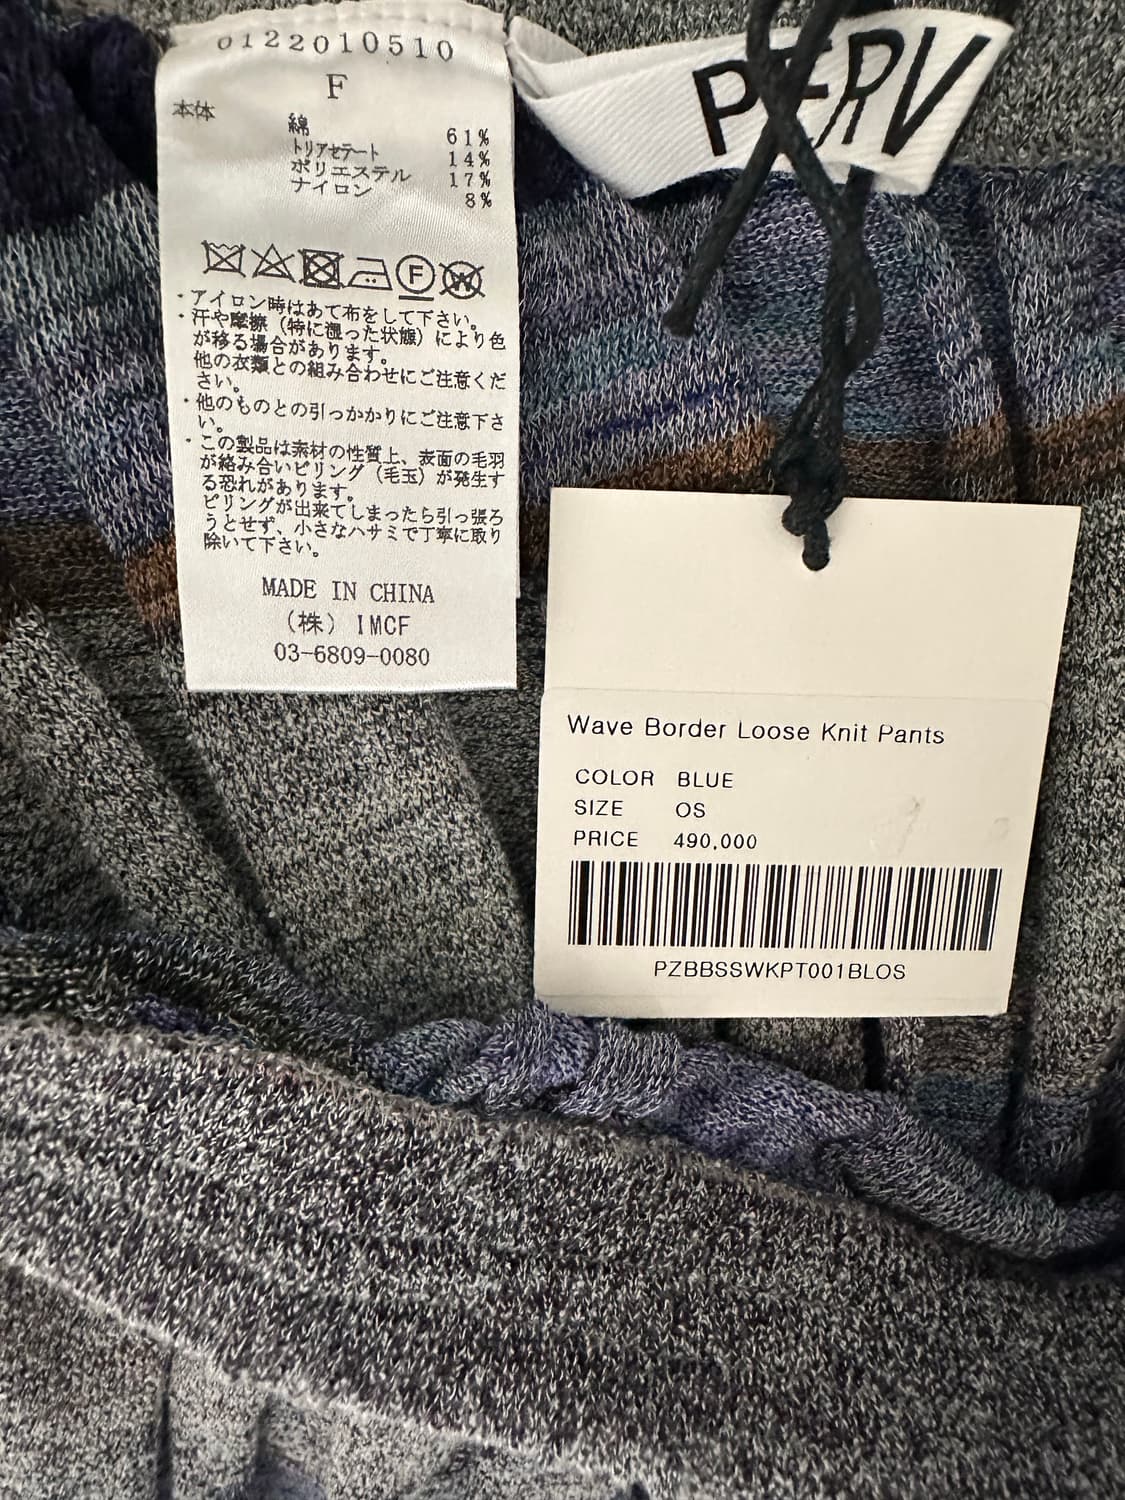 0122010510
F
本体
綿 61%
トリアセテート 14%
ポリエステル 17%
ナイロン 8%
F
W
・アイロン時はあて布をして下さい。
・汗や摩擦（特に湿った状態）により色
が移る場合があります。
他の衣類との組み合わせにご注意くだ
さい。
・他のものとの引っかかりにご注意下さ
い。
・この製品は素材の性質上、表面の毛羽
が絡み合いピリング（毛玉）が発生す
る恐れがあります。
ピリングが出来てしまったら引っ張ろ
うとせず、小さなハサミで丁寧に取り
除いて下さい。
MADE IN CHINA
（株）IMCF
03-6809-0080
PERV
Wave Border Loose Knit Pants
COLOR BLUE
SIZE OS
PRICE 490,000
PZBBSSWKPT001BLOS